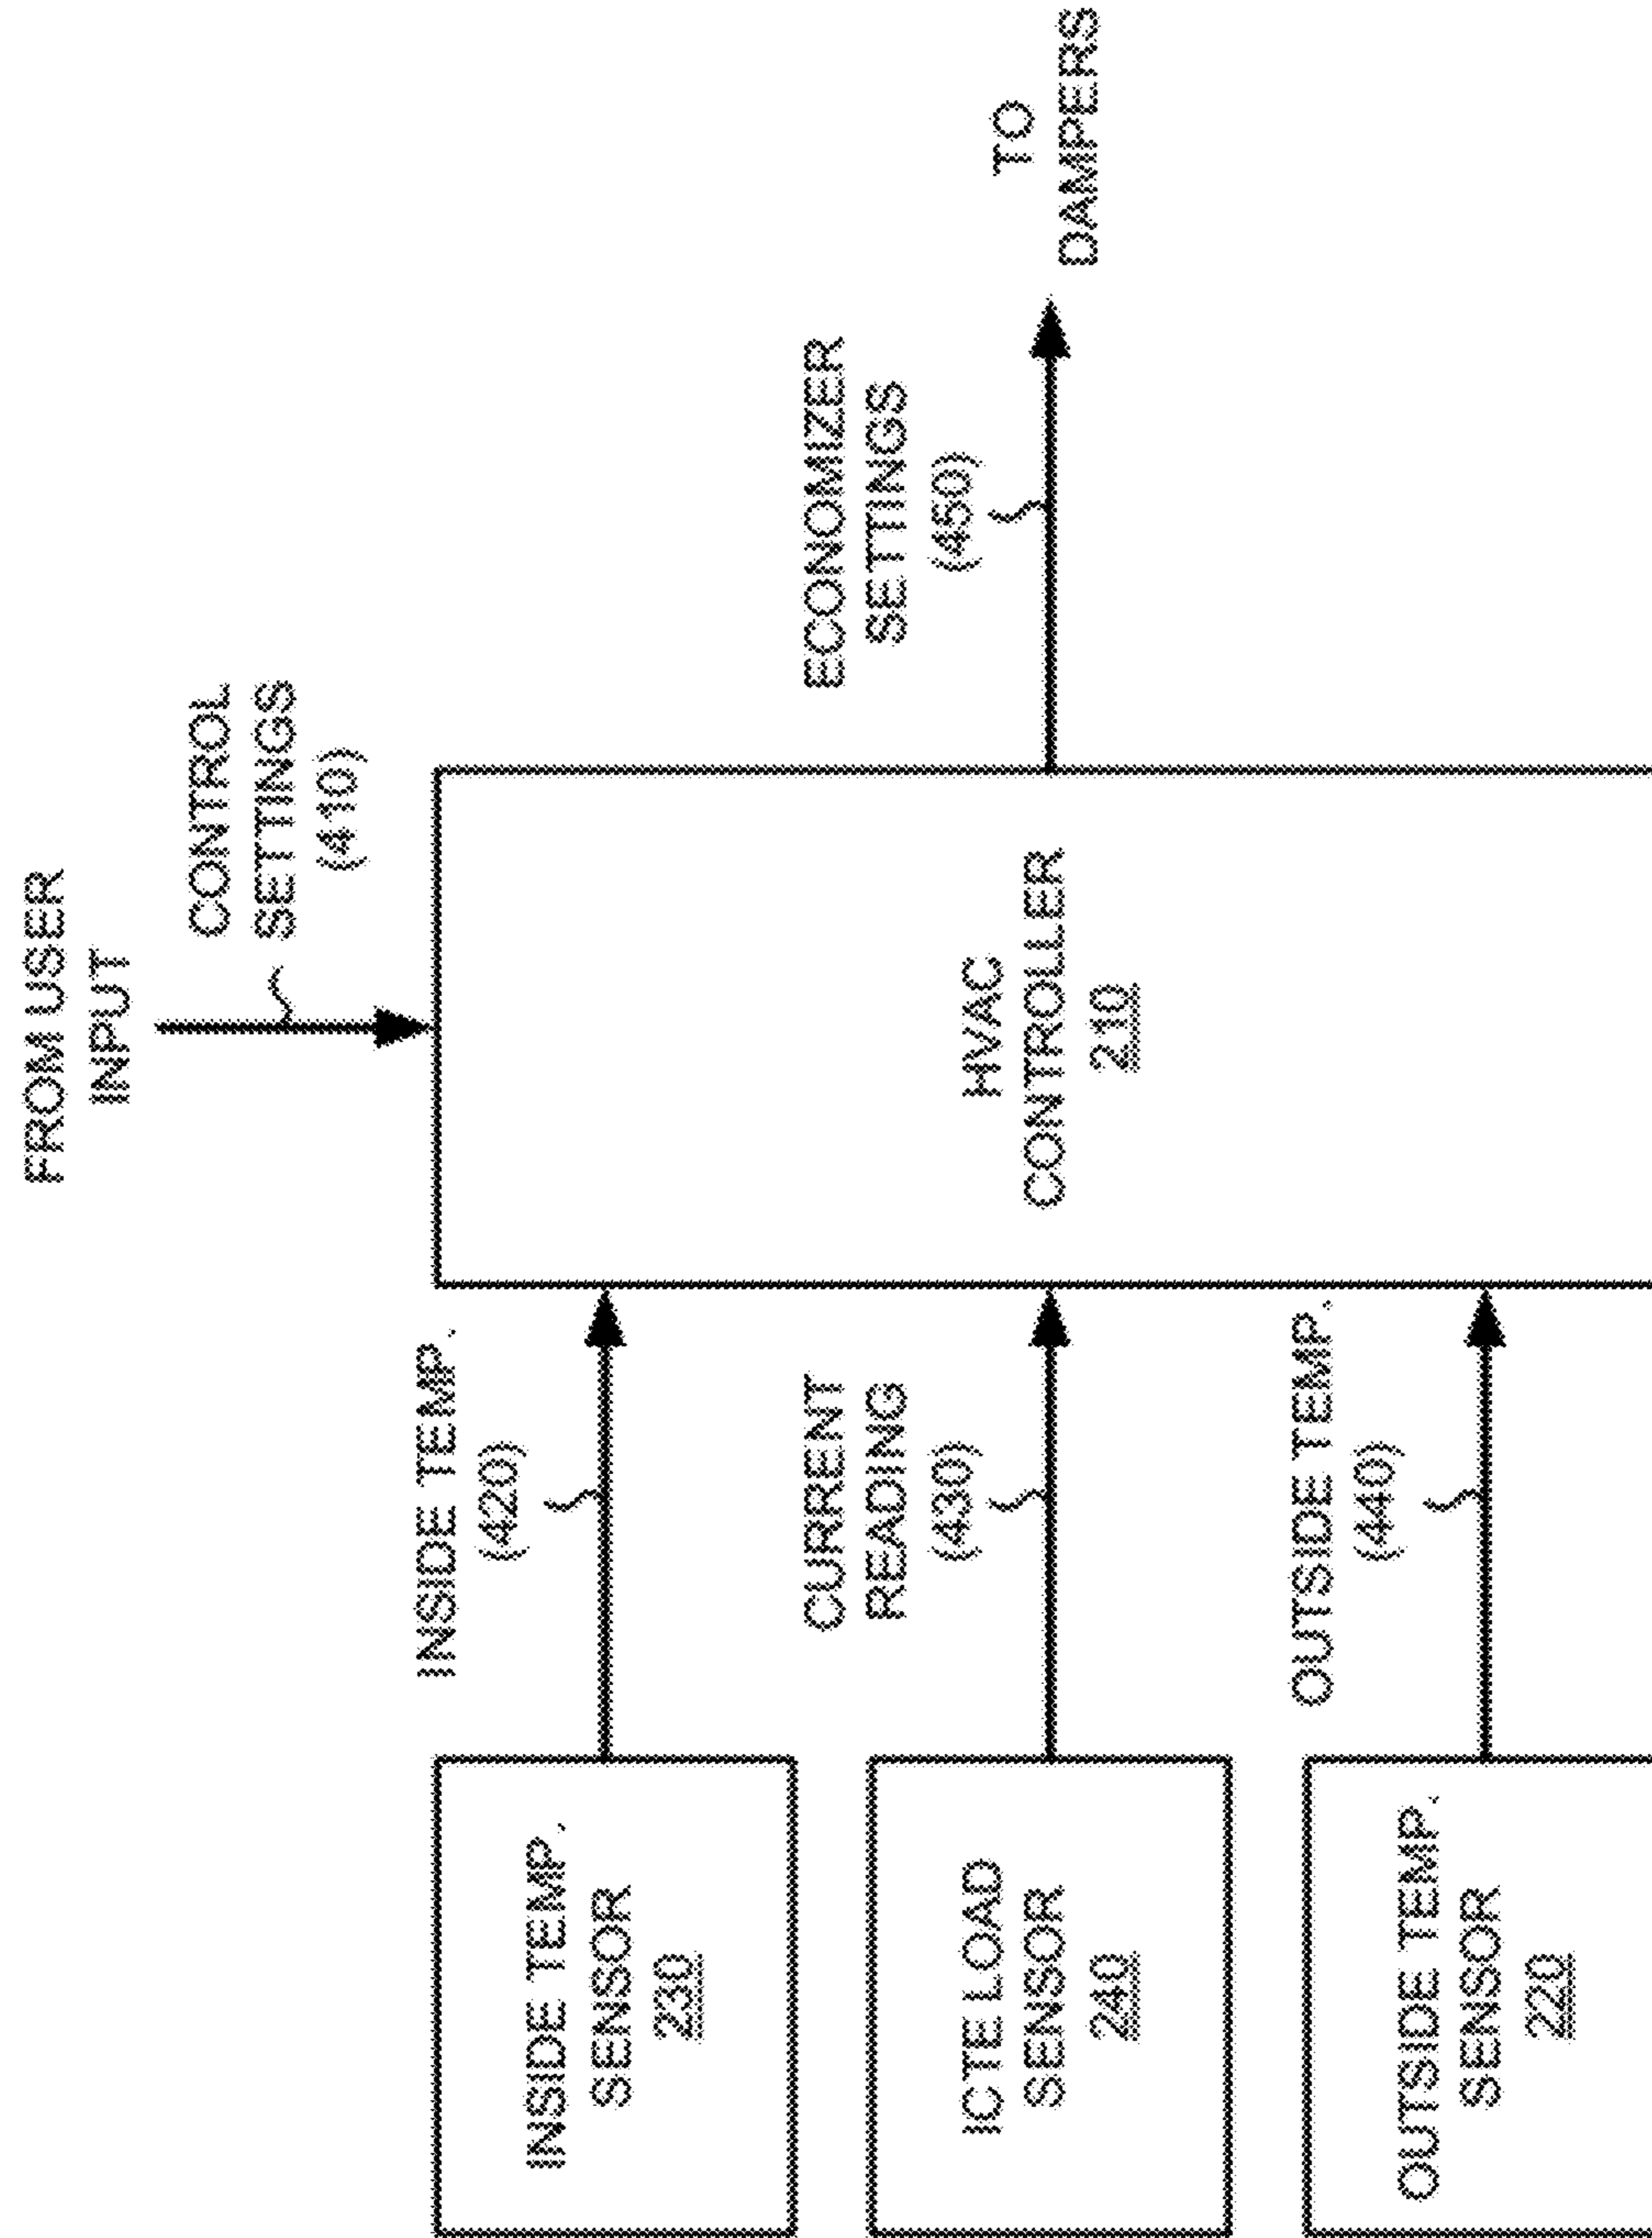 FROM USER
INPUT
CONTROL
SETTINGS
(410)
INSIDE TEMP.
SENSOR
230
INSIDE TEMP.
(420)
ICTE LOAD
SENSOR
240
CURRENT
READING
(430)
OUTSIDE TEMP.
SENSOR
220
OUTSIDE TEMP.
(440)
HVAC
CONTROLLER
210
ECONOMIZER
SETTINGS
(450)
TO
DAMPERS